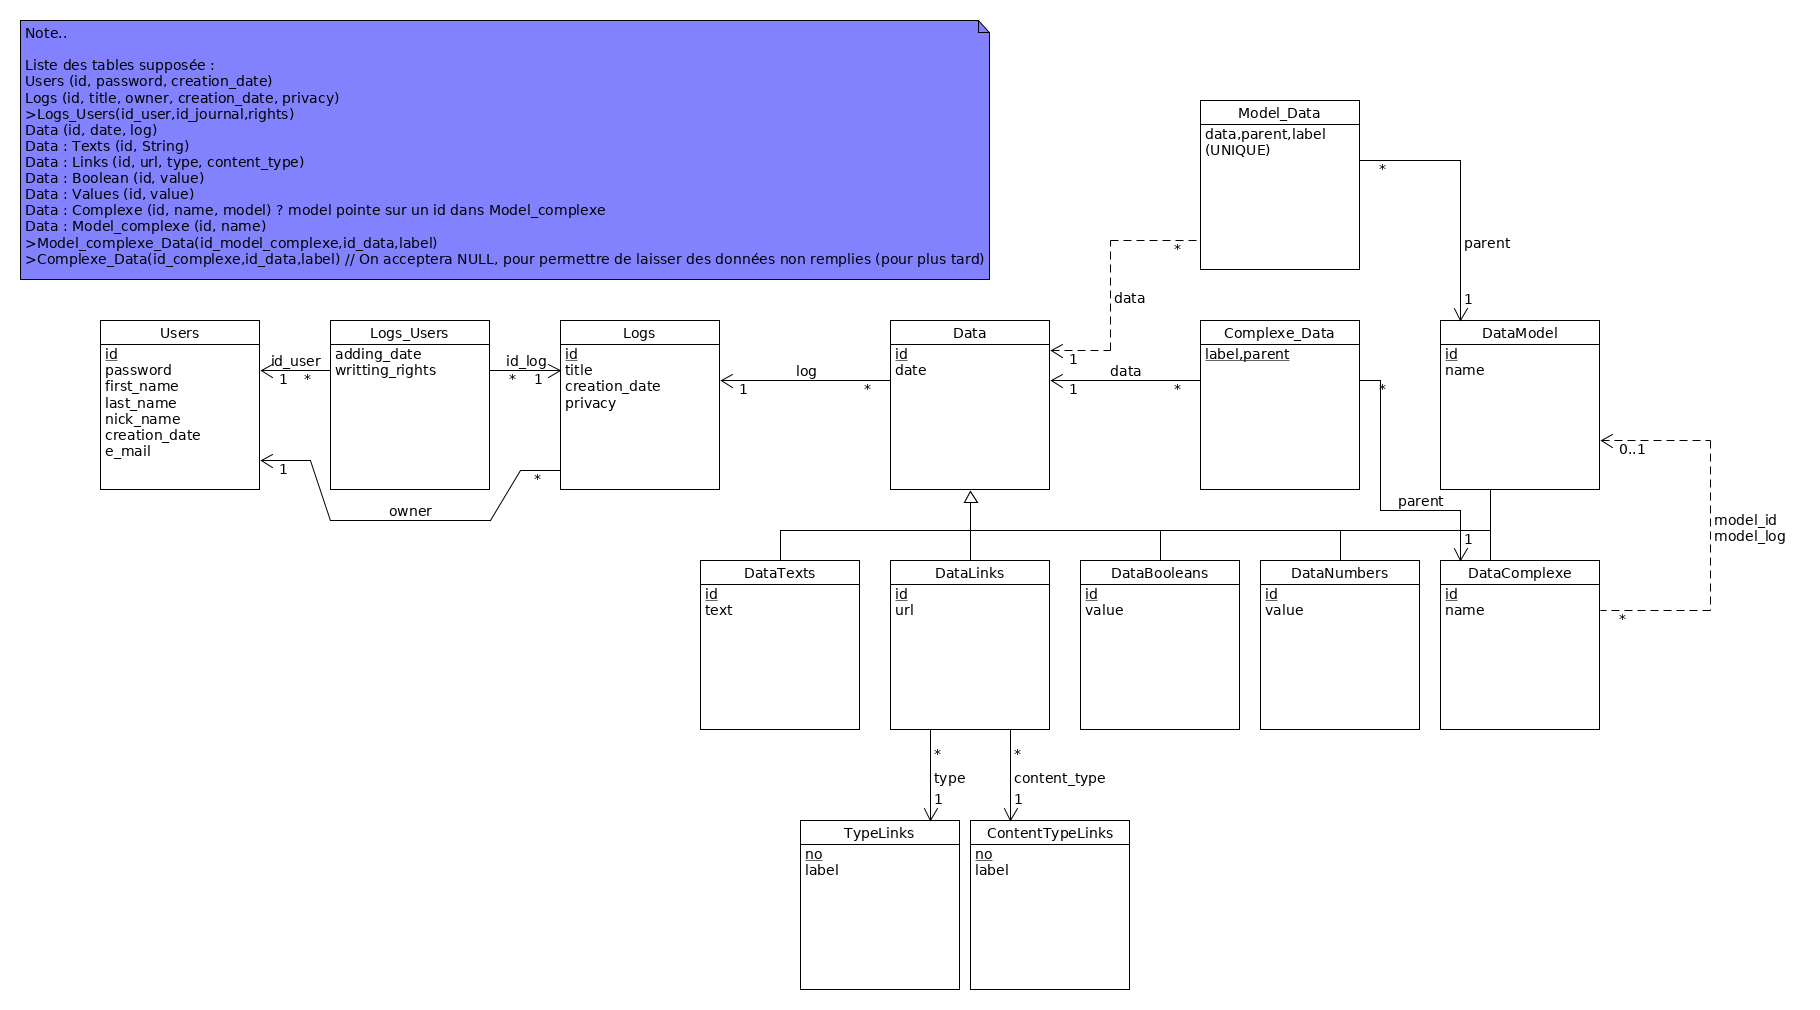 Note..
Liste des tables supposée :
Users (id, password, creation_date)
Logs (id, title, owner, creation_date, privacy)
>Logs_Users(id_user,id_journal,rights)
Data (id, date, log)
Data : Texts (id, String)
Data : Links (id, url, type, content_type)
Data : Boolean (id, value)
Data : Values (id, value)
Data : Complexe (id, name, model) ? model pointe sur un id dans Model_complexe
Data : Model_complexe (id, name)
>Model_complexe_Data(id_model_complexe,id_data,label)
>Complexe_Data(id_complexe,id_data,label) // On acceptera NULL, pour permettre de laisser des données non remplies (pour plus tard)
Model_Data
data,parent,label
(UNIQUE)
*
parent
1
*
data
1
Users
id
password
first_name
last_name
nick_name
creation_date
e_mail
id_user
1 *
Logs_Users
adding_date
writting_rights
id_log
* 1
Logs
id
title
creation_date
privacy
1
*
owner
log
1
*
Data
id
date
data
1
*
Complexe_Data
label,parent
*
parent
1
DataModel
id
name
0..1
model_id
model_log
*
DataTexts
id
text
DataLinks
id
url
DataBooleans
id
value
DataNumbers
id
value
DataComplexe
id
name
*
type
1
*
content_type
1
TypeLinks
no
label
ContentTypeLinks
no
label